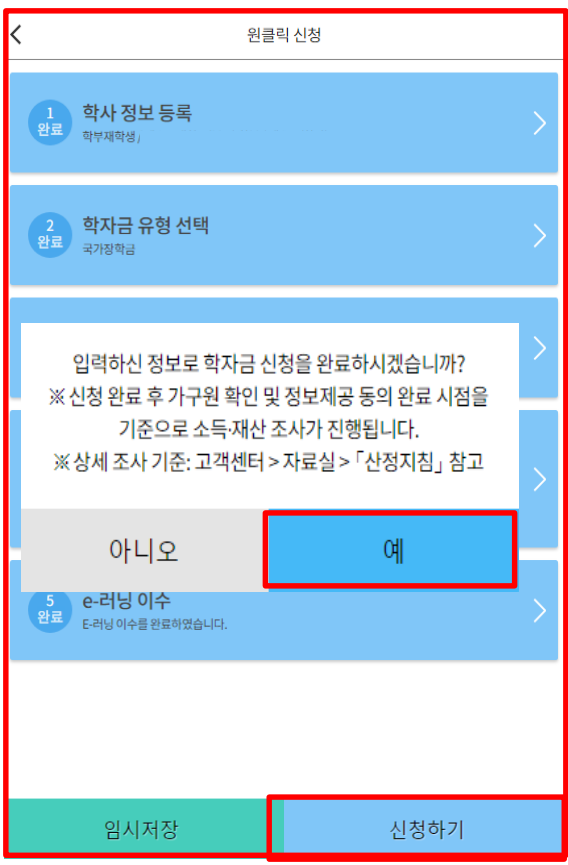 원클릭 신청
1
완료
학사 정보 등록
학부재학생/
2
완료
학자금 유형 선택
국가장학금
입력하신 정보로 학자금 신청을 완료하시겠습니까?
※ 신청 완료 후 가구원 확인 및 정보제공 동의 완료 시점을
기준으로 소득·재산 조사가 진행됩니다.
※ 상세 조사 기준: 고객센터 > 자료실 > 「산정지침」 참고
아니오
예
5
완료
e-러닝 이수
E-러닝 이수를 완료하였습니다.
임시저장
신청하기